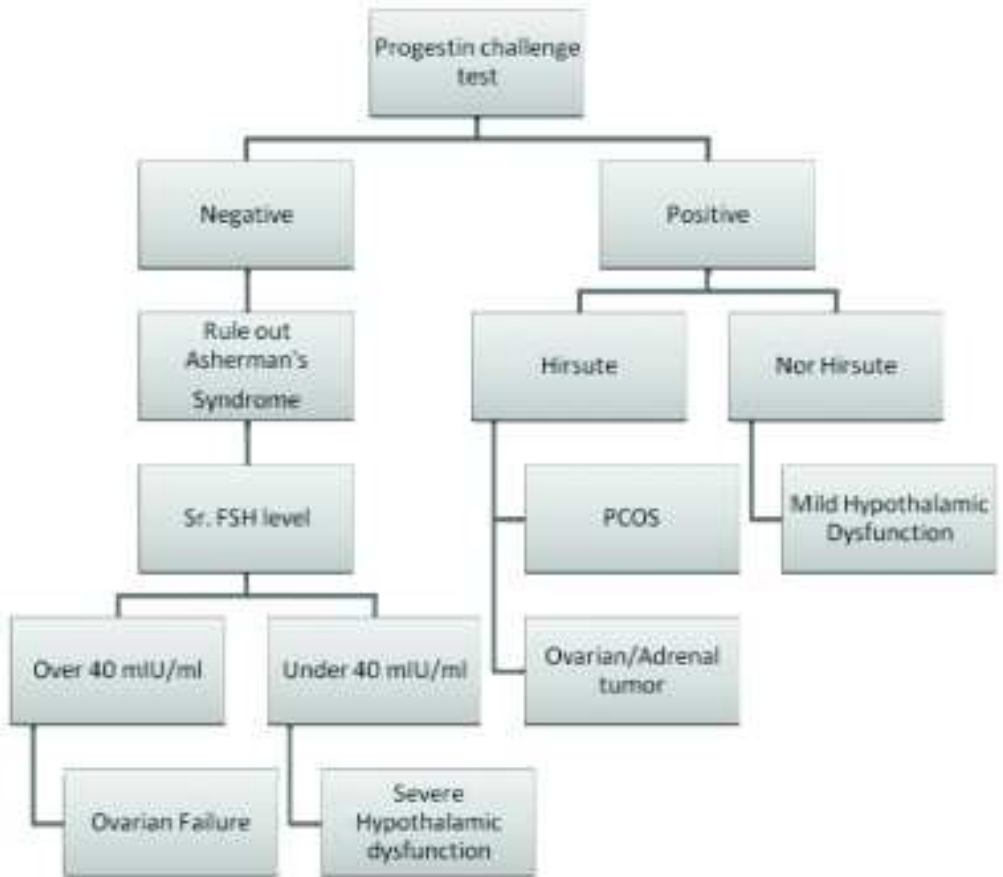 Progestin challenge
test
Negative
Positive
Rule out
Asherman's
Syndrome
Hirsute
Nor Hirsute
Sr. FSH level
PCOS
Mild Hypothalamic
Dysfunction
Over 40 mIU/ml
Under 40 mIU/ml
Ovarian/Adrenal
tumor
Ovarian Failure
Severe
Hypothalamic
dysfunction